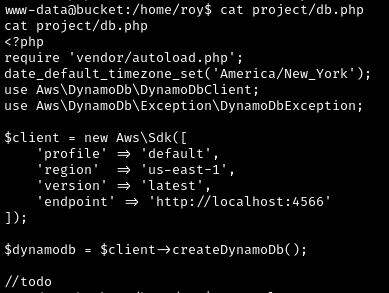 www-data@bucket:/home/roy$ cat project/db.php
cat project/db.php
<?php
require 'vendor/autoload.php';
date_default_timezone_set('America/New_York');
use Aws\DynamoDb\DynamoDbClient;
use Aws\DynamoDb\Exception\DynamoDbException;

$client = new Aws\Sdk([
    'profile' => 'default',
    'region'  => 'us-east-1',
    'version' => 'latest',
    'endpoint' => 'http://localhost:4566'
]);

$dynamodb = $client->createDynamoDb();

//todo